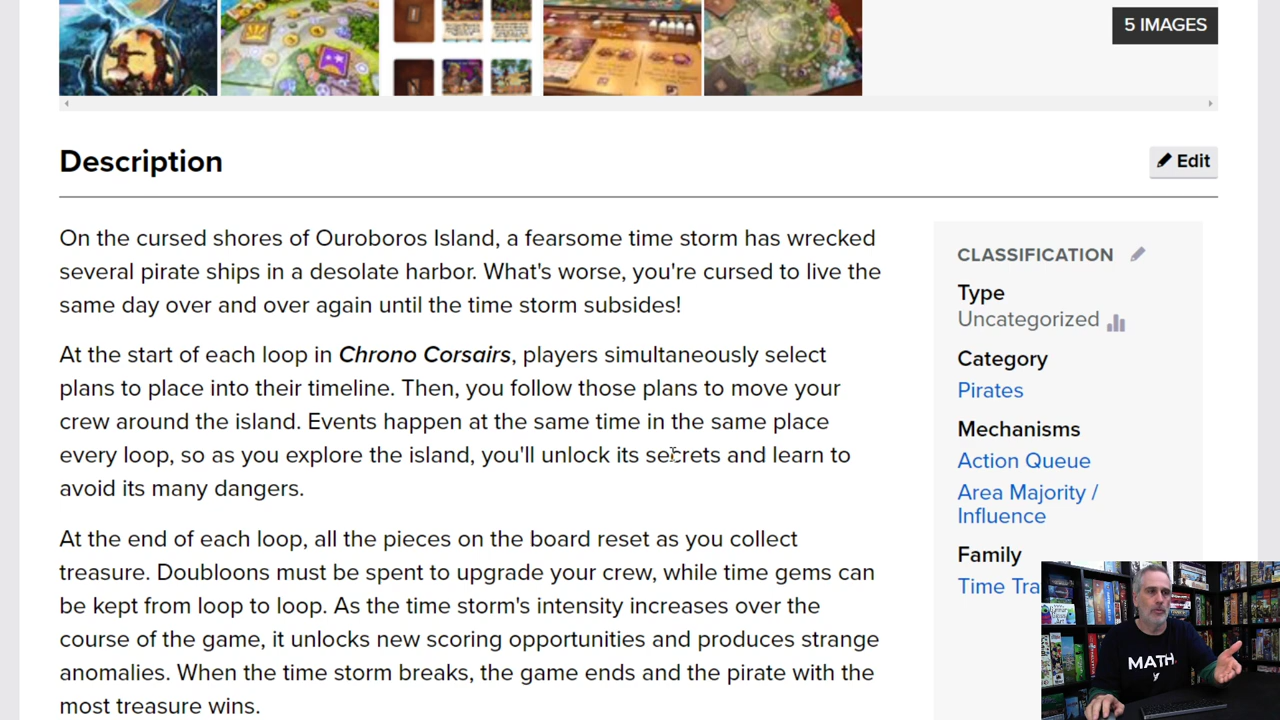 5 IMAGES
Description
Edit
On the cursed shores of Ouroboros Island, a fearsome time storm has wrecked
several pirate ships in a desolate harbor. What's worse, you're cursed to live the
same day over and over again until the time storm subsides!
At the start of each loop in Chrono Corsairs, players simultaneously select
plans to place into their timeline. Then, you follow those plans to move your
crew around the island. Events happen at the same time in the same place
every loop, so as you explore the island, you'll unlock its secrets and learn to
avoid its many dangers.
At the end of each loop, all the pieces on the board reset as you collect
treasure. Doubloons must be spent to upgrade your crew, while time gems can
be kept from loop to loop. As the time storm's intensity increases over the
course of the game, it unlocks new scoring opportunities and produces strange
anomalies. When the time storm breaks, the game ends and the pirate with the
most treasure wins.
CLASSIFICATION
Type
Uncategorized
Category
Pirates
Mechanisms
Action Queue
Area Majority /
Influence
Family
Time Tra
MATH